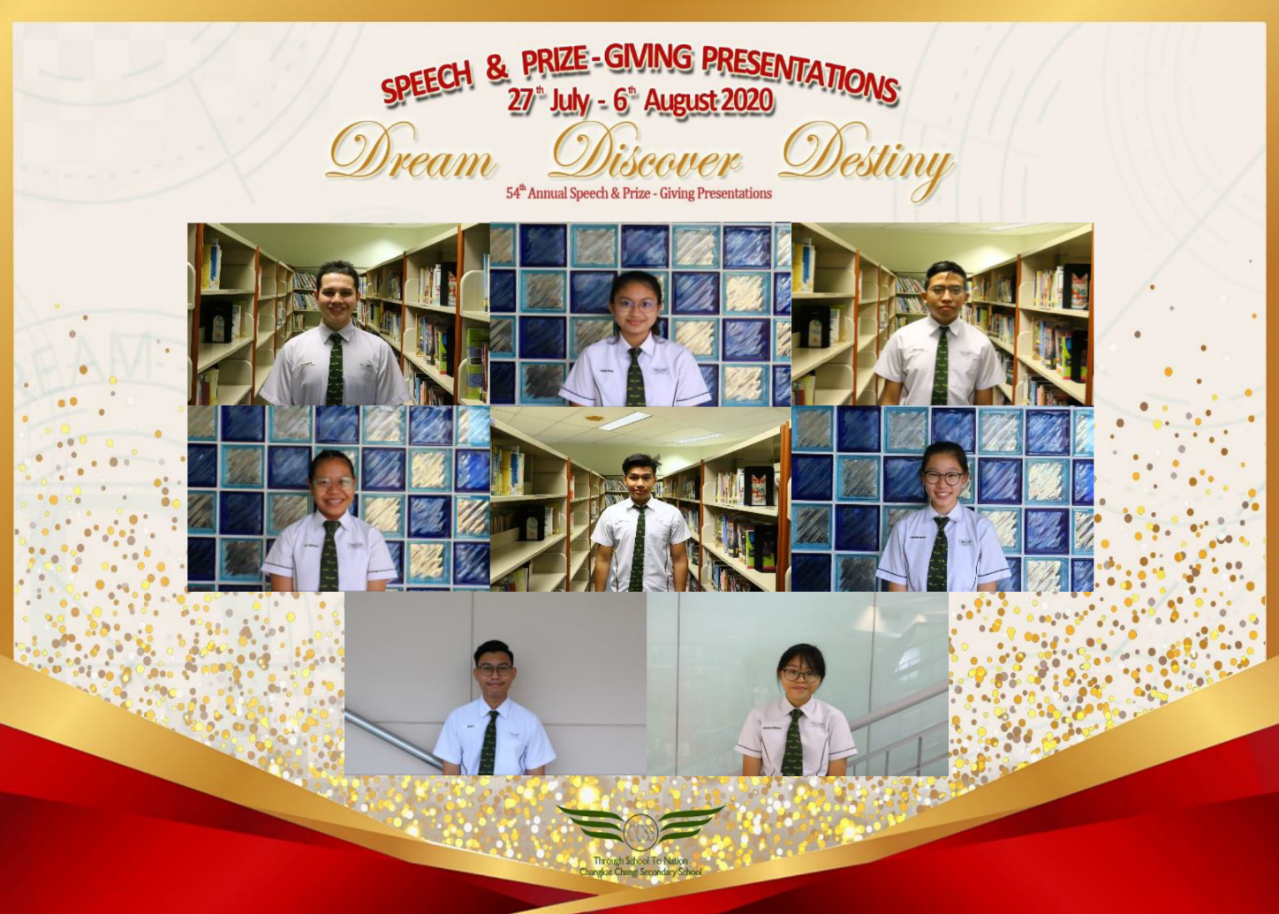 SPEECH & PRIZE - GIVING PRESENTATIONS
27th July - 6th August 2020
Dream Discover Destiny
54th Annual Speech & Prize - Giving Presentations
CCSS
Through School To Nation
Changkat Changi Secondary School